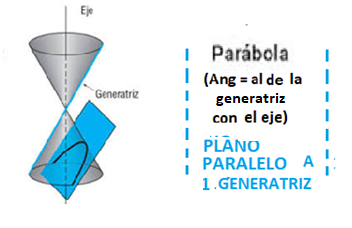 Eje
Generatriz
Parábola
(Ang = al de la
generatriz
con el eje)
PLANO
PARALELO A
1 GENERATRIZ